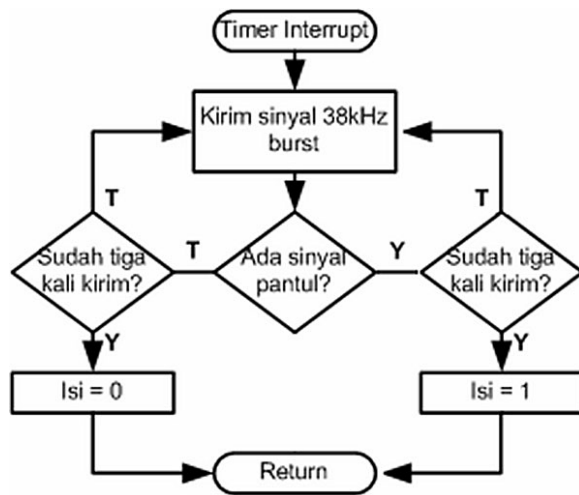 Timer Interrupt
Kirim sinyal 38kHz
burst
T
T
Sudah tiga
kali kirim?
T
Ada sinyal
pantul?
Y
Sudah tiga
kali kirim?
Y
Y
Isi = 0
Isi = 1
Return